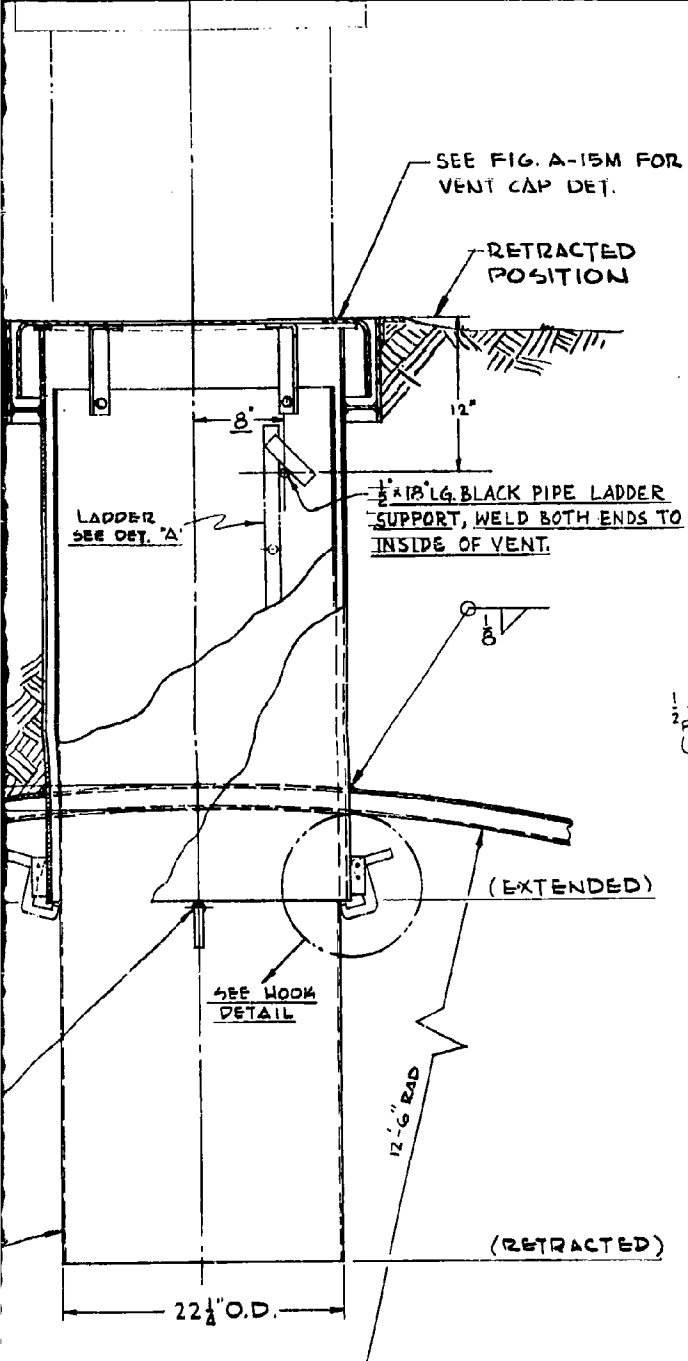 SEE FIG. A-15M FOR
VENT CAP DET.
RETRACTED
POSITION
12"
8"
1/2" x 18" LG. BLACK PIPE LADDER
SUPPORT, WELD BOTH ENDS TO
INSIDE OF VENT.
LADDER
SEE DET. "A"
1/8
1/2
(EXTENDED)
SEE HOOK
DETAIL
12'-6" RAD
(RETRACTED)
22 1/4" O.D.